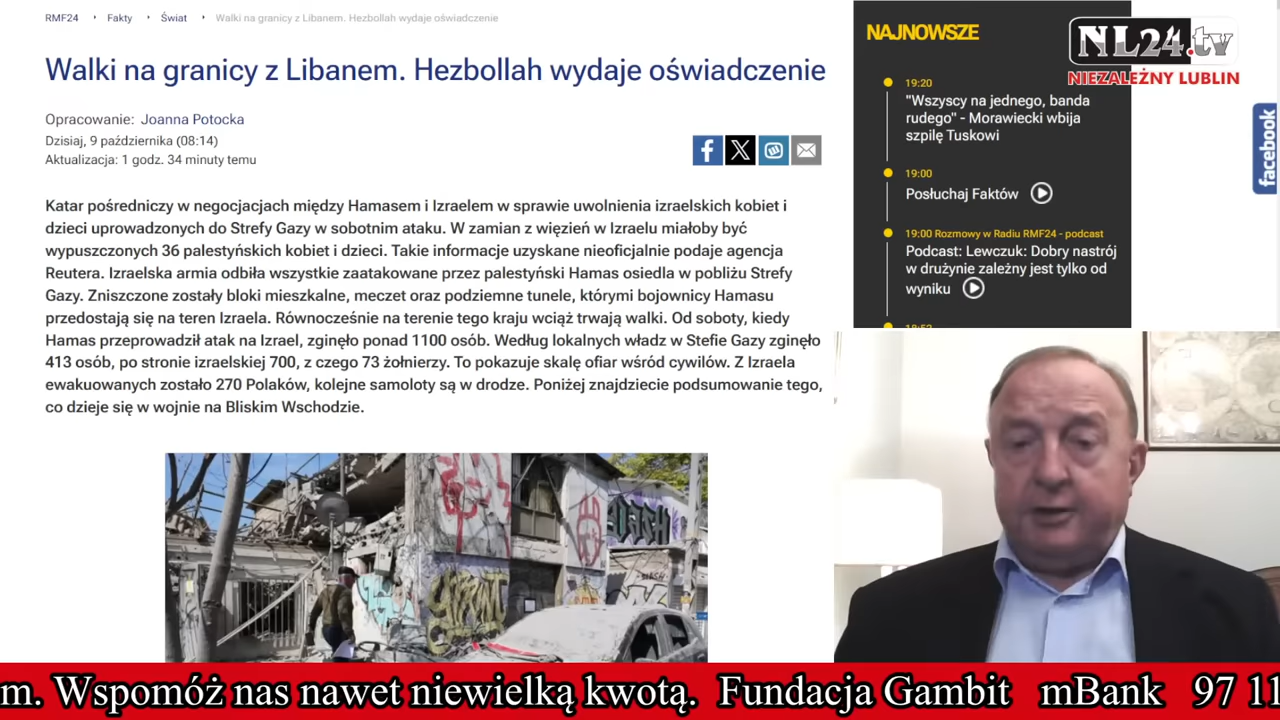 RMF24 • Fakty • Świat • Walki na granicy z Libanem. Hezbollah wydaje oświadczenie
Walki na granicy z Libanem. Hezbollah wydaje oświadczenie
Opracowanie: Joanna Potocka
Dzisiaj, 9 października (08:14)
Aktualizacja: 1 godz. 34 minuty temu
Katar pośredniczy w negocjacjach między Hamasem i Izraelem w sprawie uwolnienia izraelskich kobiet i
dzieci uprowadzonych do Strefy Gazy w sobotnim ataku. W zamian z więzień w Izraelu miałoby być
wypuszczonych 36 palestyńskich kobiet i dzieci. Takie informacje uzyskane nieoficjalnie podaje agencja
Reutera. Izraelska armia odbiła wszystkie zaatakowane przez palestyński Hamas osiedla w pobliżu Strefy
Gazy. Zniszczone zostały bloki mieszkalne, meczet oraz podziemne tunele, którymi bojownicy Hamasu
przedostają się na teren Izraela. Równocześnie na terenie tego kraju wciąż trwają walki. Od soboty, kiedy
Hamas przeprowadził atak na Izrael, zginęło ponad 1100 osób. Według lokalnych władz w Stefie Gazy zginęło
413 osób, po stronie izraelskiej 700, z czego 73 żołnierzy. To pokazuje skalę ofiar wśród cywilów. Z Izraela
ewakuowanych zostało 270 Polaków, kolejne samoloty są w drodze. Poniżej znajdziecie podsumowanie tego,
co dzieje się w wojnie na Bliskim Wschodzie.
NAJNOWSZE
19:20
"Wszyscy na jednego, banda
rudego" - Morawiecki wbija
szpilę Tuskowi
19:00
Posłuchaj Faktów
19:00 Rozmowy w Radiu RMF24 - podcast
Podcast: Lewczuk: Dobry nastrój
w drużynie zależny jest tylko od
wyniku
18:52
NL24.tv
NIEZALEŻNY LUBLIN
facebook
m. Wspomóż nas nawet niewielką kwotą. Fundacja Gambit mBank 97 11